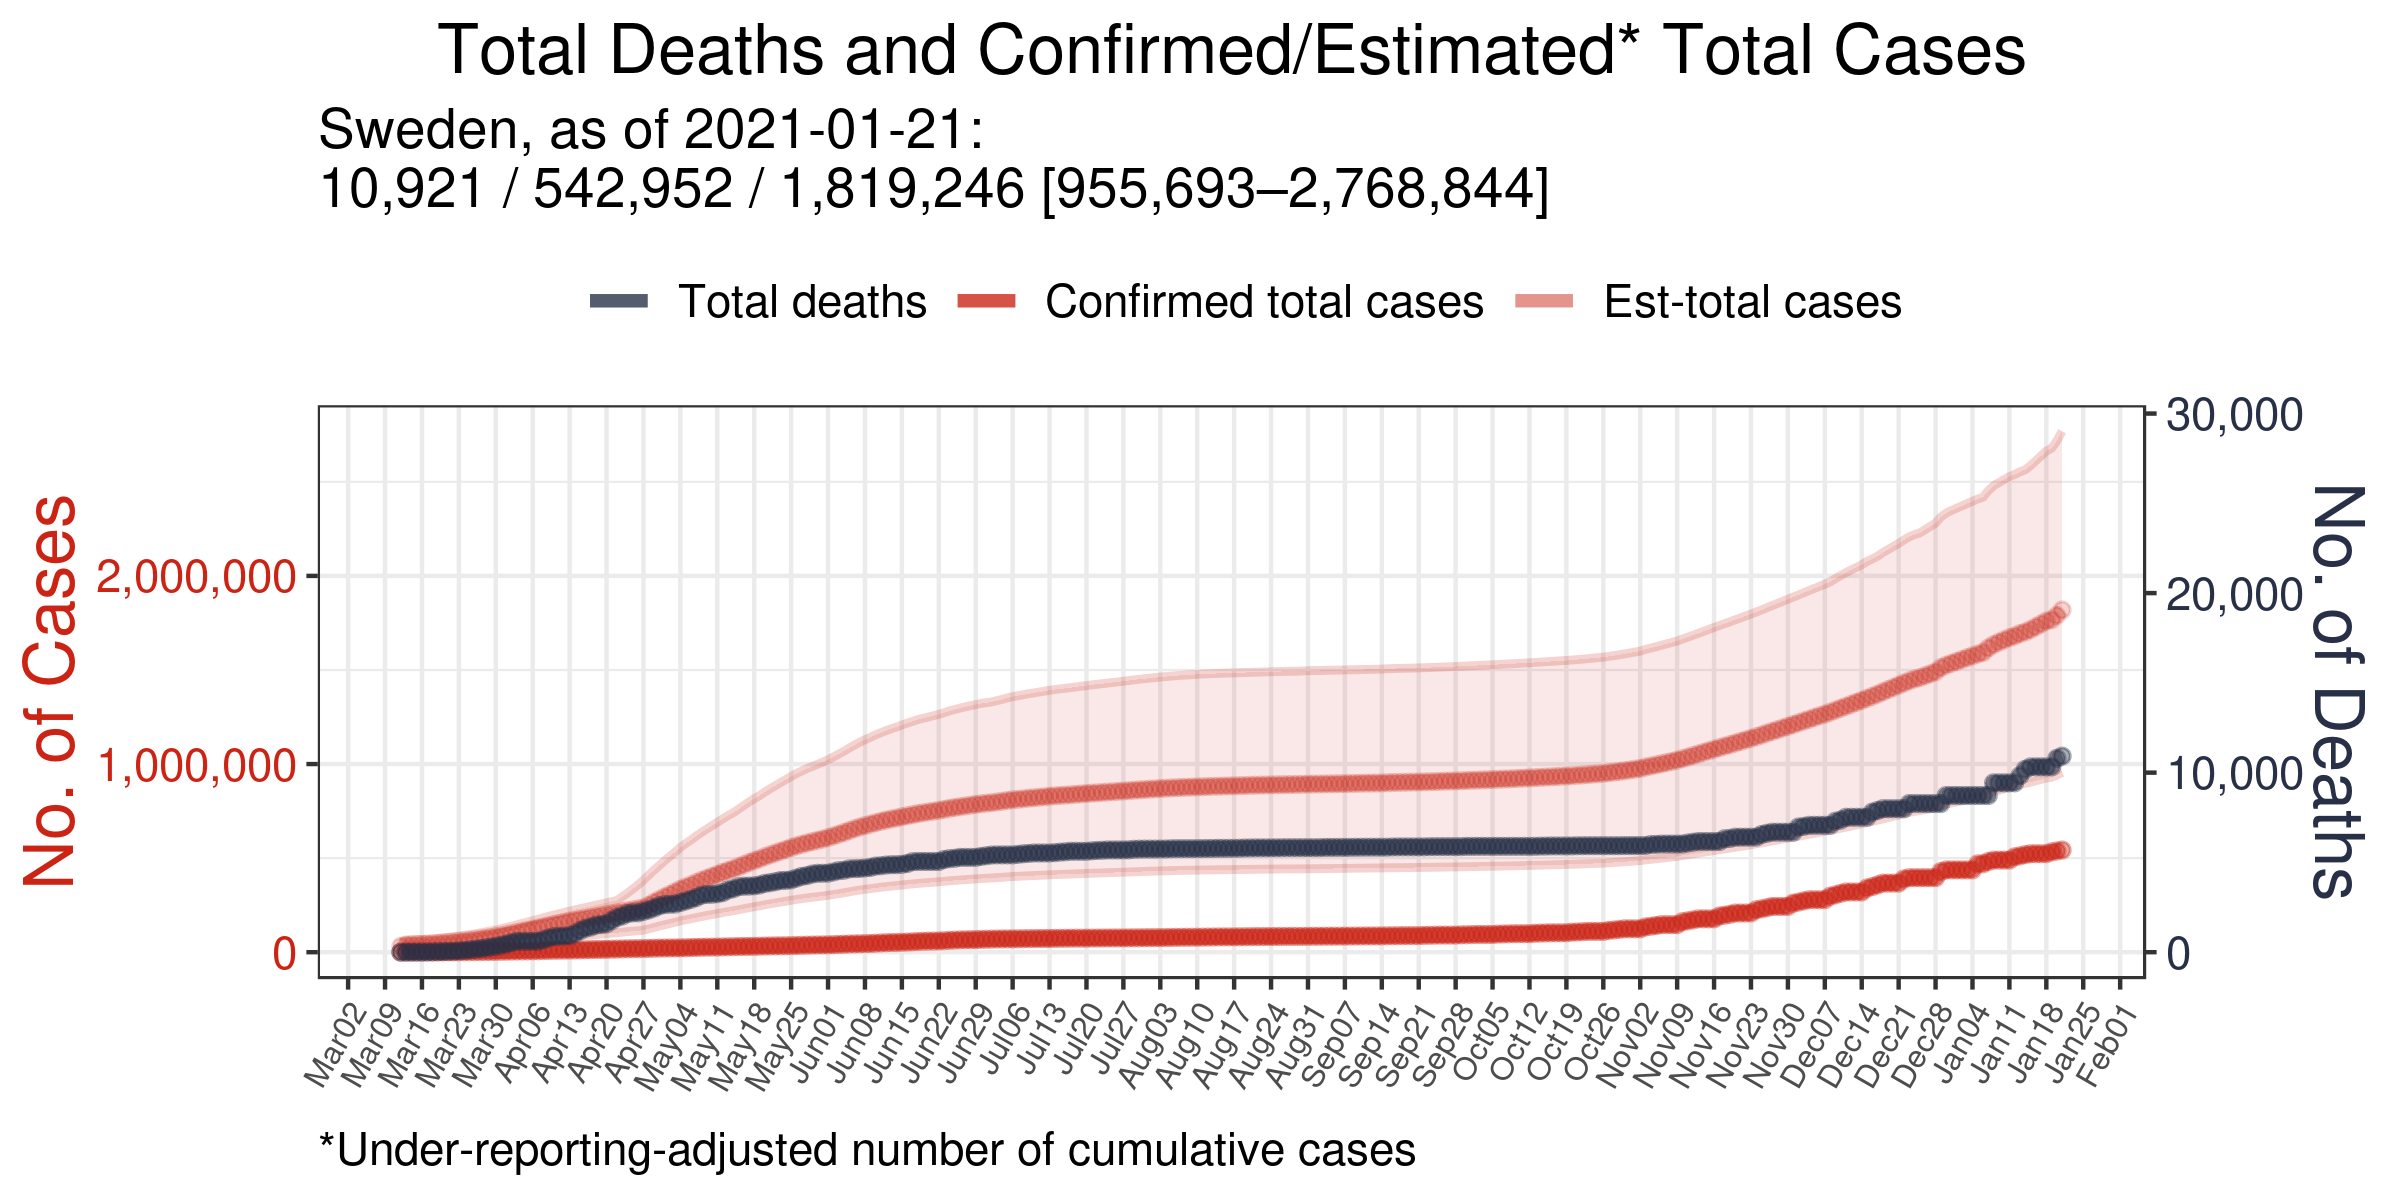 Total Deaths and Confirmed/Estimated* Total Cases
Sweden, as of 2021-01-21:
10,921 / 542,952 / 1,819,246 [955,693–2,768,844]
Total deaths
Confirmed total cases
Est-total cases
No. of Cases
2,000,000
1,000,000
0
30,000
20,000
10,000
0
No. of Deaths
Mar02
Mar09
Mar16
Mar23
Mar30
Apr06
Apr13
Apr20
Apr27
May04
May11
May18
May25
Jun01
Jun08
Jun15
Jun22
Jun29
Jul06
Jul13
Jul20
Jul27
Aug03
Aug10
Aug17
Aug24
Aug31
Sep07
Sep14
Sep21
Sep28
Oct05
Oct12
Oct19
Oct26
Nov02
Nov09
Nov16
Nov23
Nov30
Dec07
Dec14
Dec21
Dec28
Jan04
Jan11
Jan18
Jan25
Feb01
*Under-reporting-adjusted number of cumulative cases